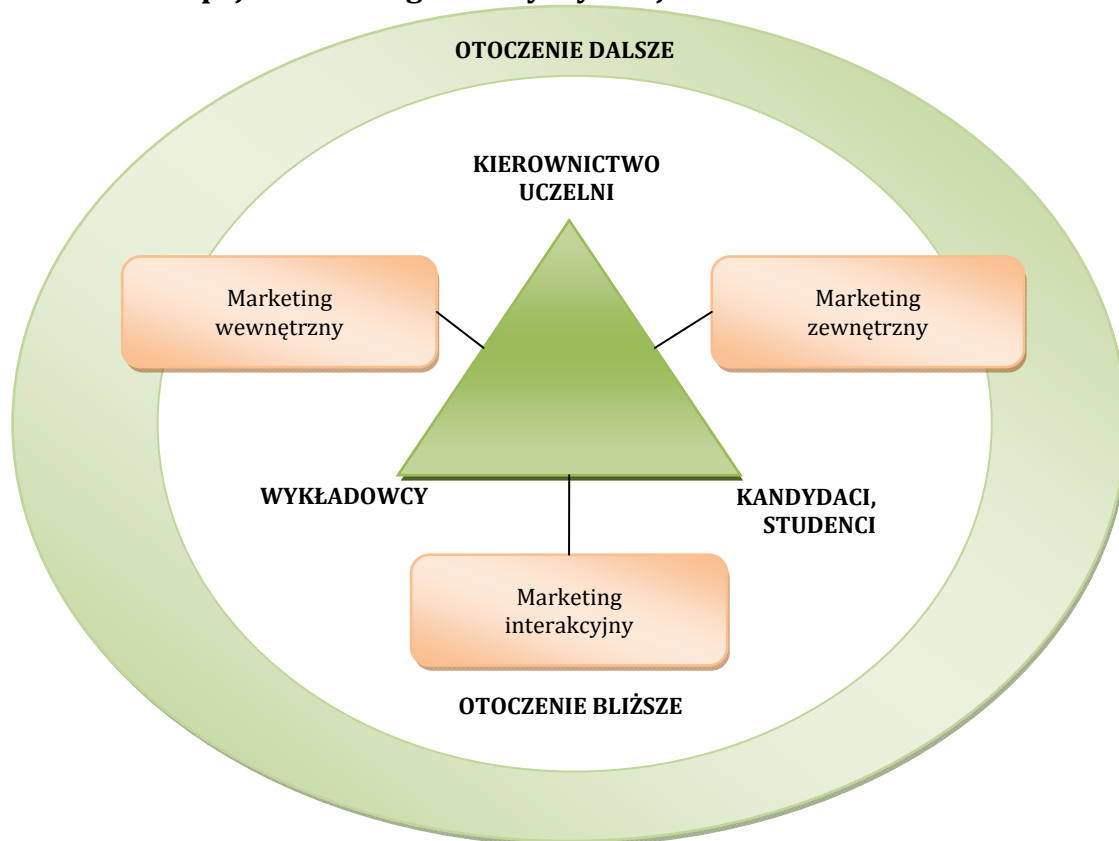 OTOCZENIE DALSZE
KIEROWNICTWO
UCZELNI
Marketing
wewnętrzny
Marketing
zewnętrzny
WYKŁADOWCY
KANDYDACI,
STUDENCI
Marketing
interakcyjny
OTOCZENIE BLIŻSZE